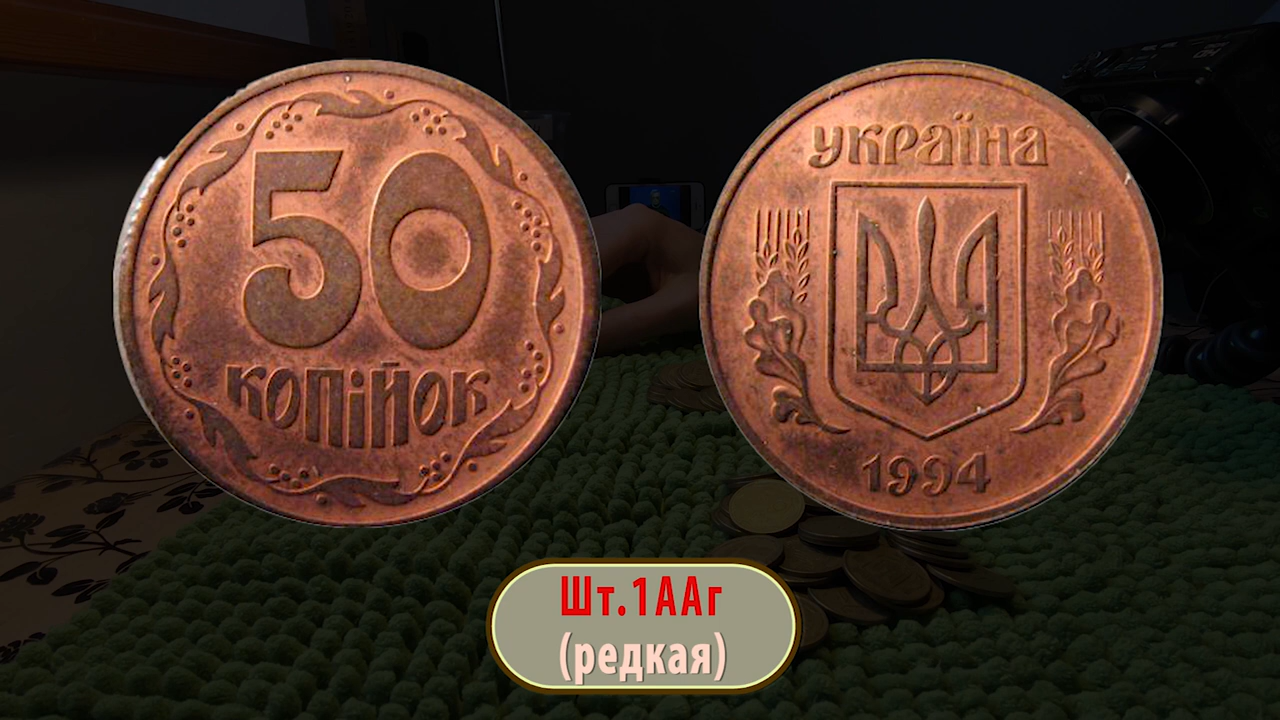 50
копійок
україна
1994
Шт.1ААг
(редкая)